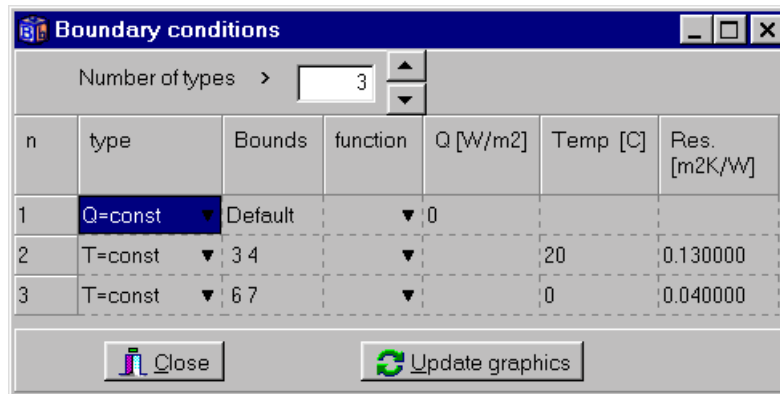 Boundary conditions
Number of types > 3
n type Bounds function Q [W/m2] Temp [C] Res. [m2K/W]
1 Q=const Default 0
2 T=const 3 4 20 0.130000
3 T=const 6 7 0 0.040000
Close Update graphics